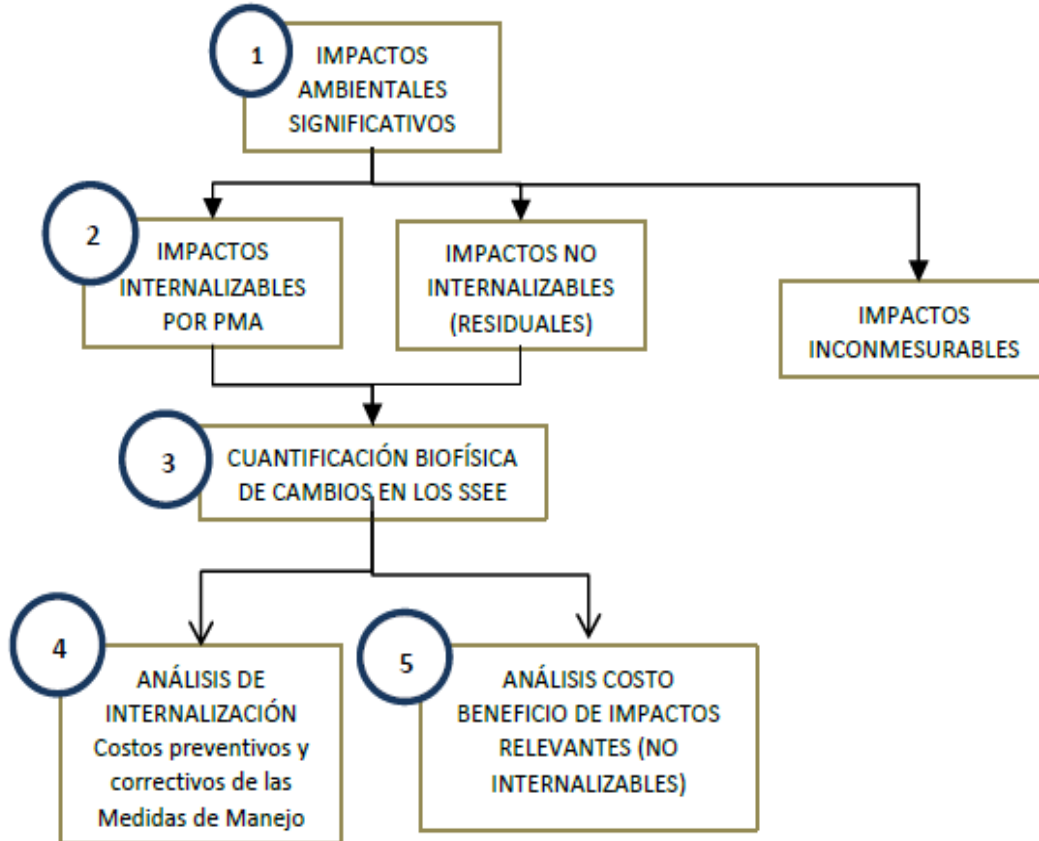 1
IMPACTOS
AMBIENTALES
SIGNIFICATIVOS
2
IMPACTOS
INTERNALIZABLES
POR PMA
IMPACTOS NO
INTERNALIZABLES
(RESIDUALES)
IMPACTOS
INCONMESURABLES
3
CUANTIFICACIÓN BIOFÍSICA
DE CAMBIOS EN LOS SSEE
4
ANÁLISIS DE
INTERNALIZACIÓN
Costos preventivos y
correctivos de las
Medidas de Manejo
5
ANÁLISIS COSTO
BENEFICIO DE IMPACTOS
RELEVANTES (NO
INTERNALIZABLES)